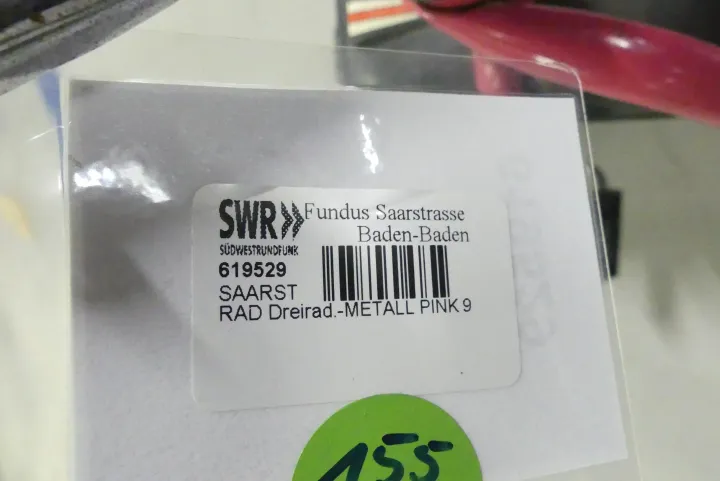 SWR» Fundus Saarstrasse
SÜDWESTRUNDFUNK Baden-Baden
619529
SAARST
RAD Dreirad.-METALL PINK 9
155